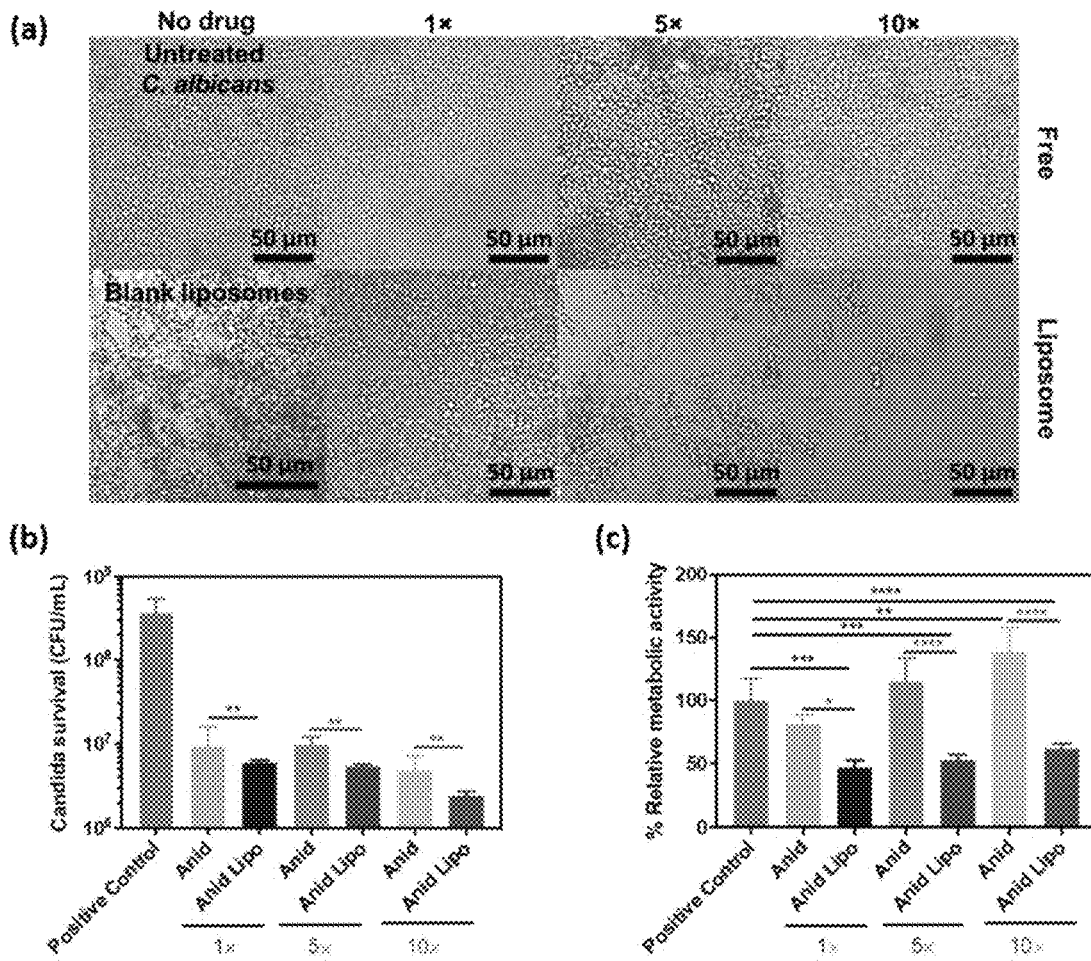 (a)
No drug 1× 5× 10×
Untreated
C. albicans
Free
50 µm 50 µm 50 µm 50 µm
Blank liposomes
Liposome
50 µm 50 µm 50 µm 50 µm
(b)
Candida survival (CFU/mL)
10⁹
10⁸
10⁷
10⁶
** ** **
Positive Control
Anid
Anid Lipo
Anid
Anid Lipo
Anid
Anid Lipo
1× 5× 10×
(c)
% Relative metabolic activity
200
150
100
50
0
****
**
*** ****
****
***
*
Positive Control
Anid
Anid Lipo
Anid
Anid Lipo
Anid
Anid Lipo
1× 5× 10×